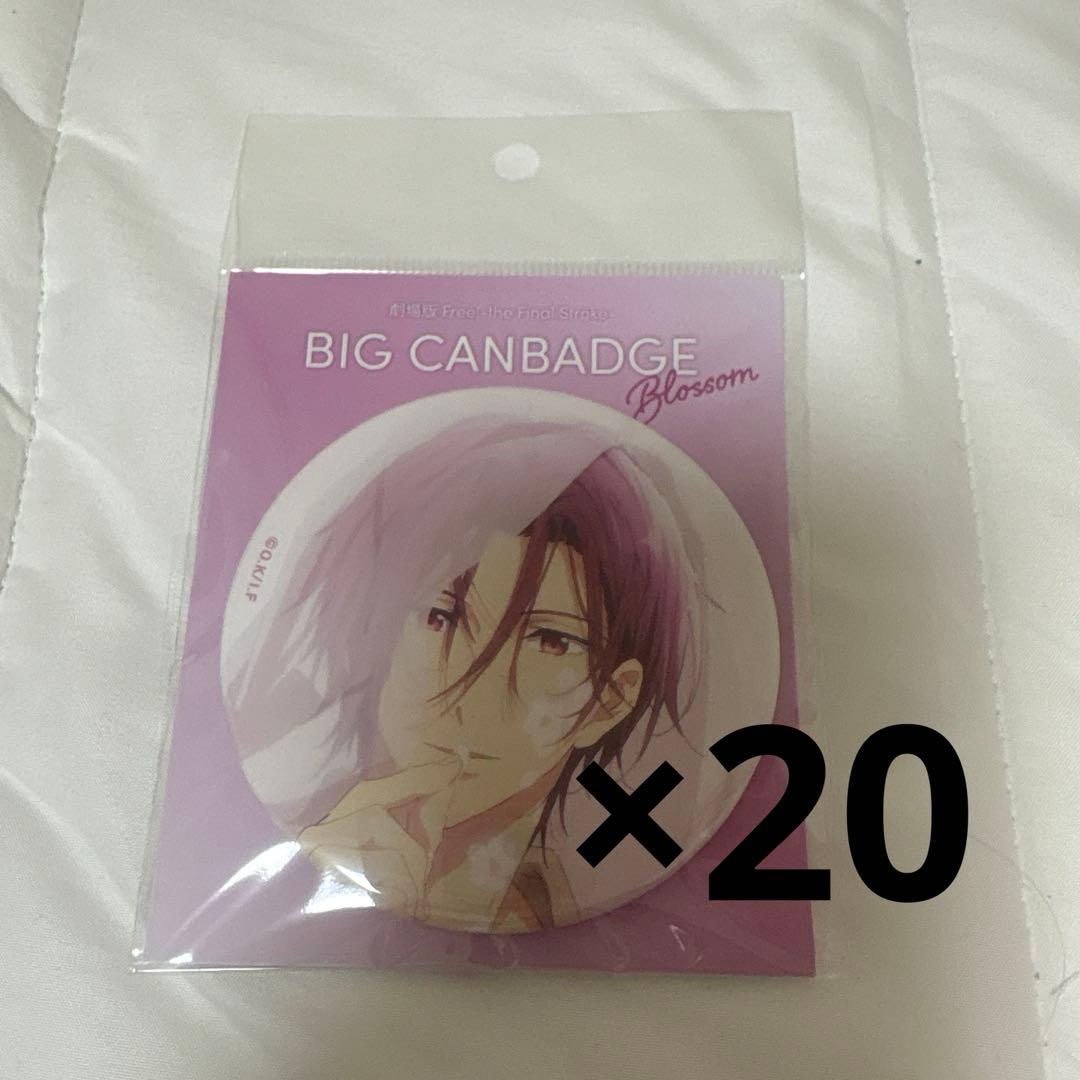 劇場版 Free!-the Final Stroke-
BIG CANBADGE
Blossom
©O.K/I.F
×20